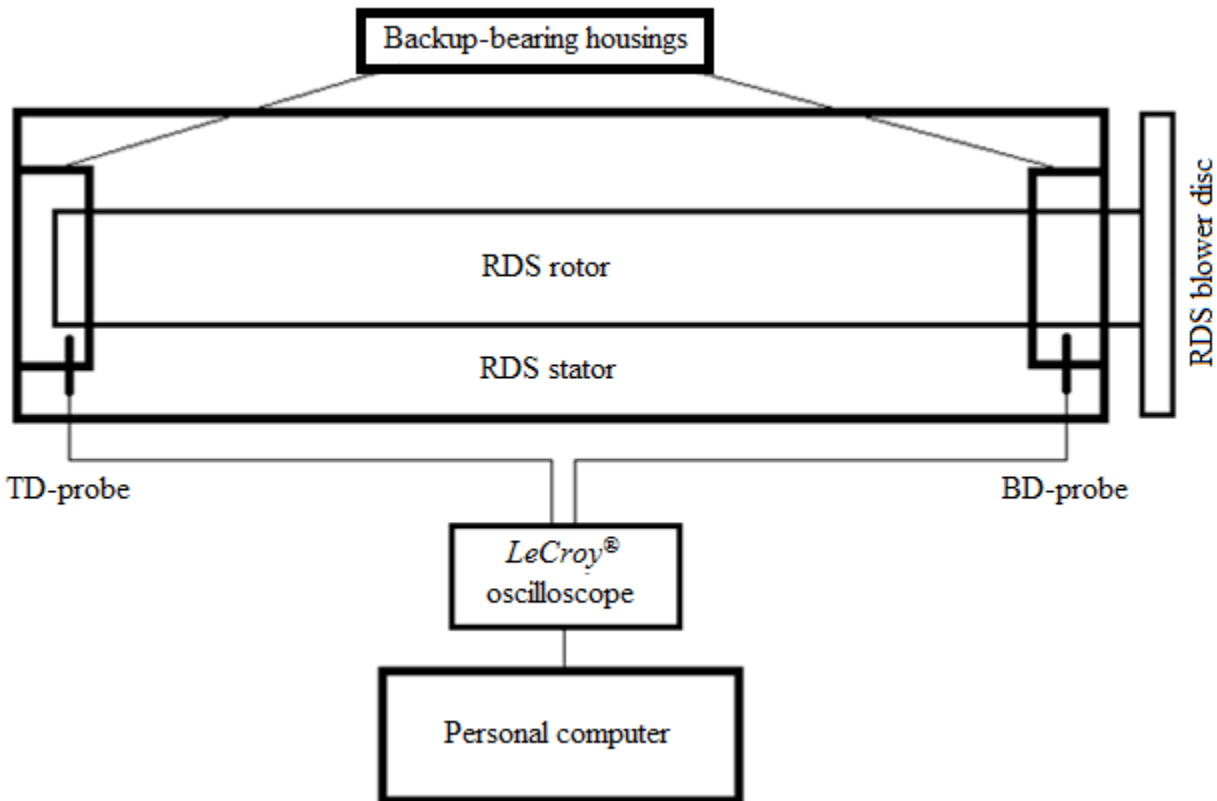 Backup-bearing housings
RDS blower disc
RDS rotor
RDS stator
TD-probe
BD-probe
LeCroy®
oscilloscope
Personal computer